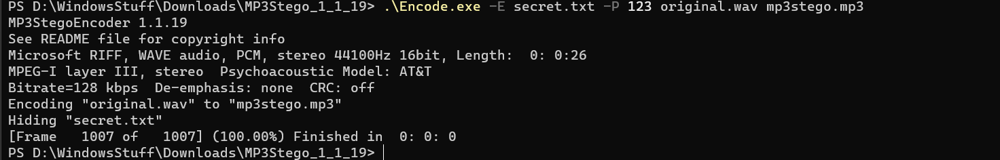 PS D:\WindowsStuff\Downloads\MP3Stego_1_1_19> .\Encode.exe -E secret.txt -P 123 original.wav mp3stego.mp3
MP3StegoEncoder 1.1.19
See README file for copyright info
Microsoft RIFF, WAVE audio, PCM, stereo 44100Hz 16bit, Length:  0: 0:26
MPEG-I layer III, stereo  Psychoacoustic Model: AT&T
Bitrate=128 kbps  De-emphasis: none  CRC: off
Encoding "original.wav" to "mp3stego.mp3"
Hiding "secret.txt"
[Frame   1007 of   1007] (100.00%) Finished in  0: 0: 0
PS D:\WindowsStuff\Downloads\MP3Stego_1_1_19>